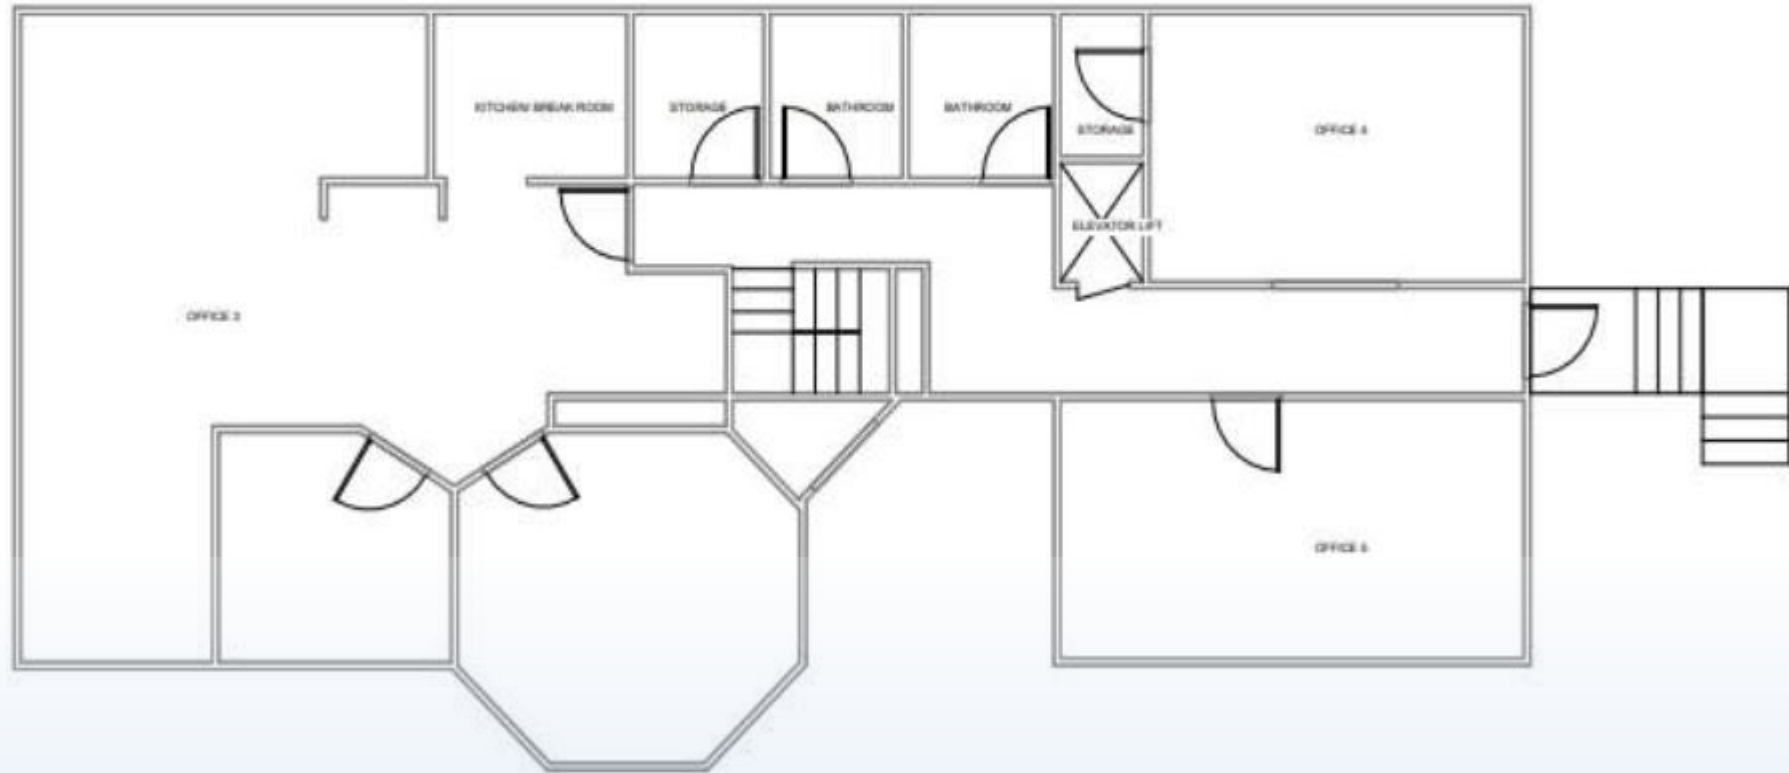 KITCHEN/ BREAK ROOM
STORAGE
BATHROOM
BATHROOM
STORAGE
OFFICE 4
ELEVATOR LIFT
OFFICE 3
OFFICE 5